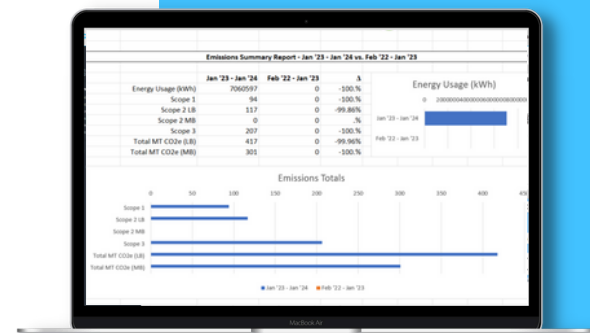 Emissions Summary Report - Jan '23 - Jan '24 vs. Feb '22 - Jan '23
Jan '23 - Jan '24 Feb '22 - Jan '23 Δ
Energy Usage (kWh) 7060597 0 -100.%
Scope 1 94 0 -100.%
Scope 2 LB 117 0 -99.86%
Scope 2 MB 0 0 .%
Scope 3 207 0 -100.%
Total MT CO2e (LB) 417 0 -99.96%
Total MT CO2e (MB) 301 0 -100.%
Energy Usage (kWh)
0
Jan '23 - Jan '24
Feb '22 - Jan '23
Emissions Totals
0 50 100 150 200 250 300 350 400
Scope 1
Scope 2 LB
Scope 2 MB
Scope 3
Total MT CO2e (LB)
Total MT CO2e (MB)
Jan '23 - Jan '24 Feb '22 - Jan '23
MacBook Air